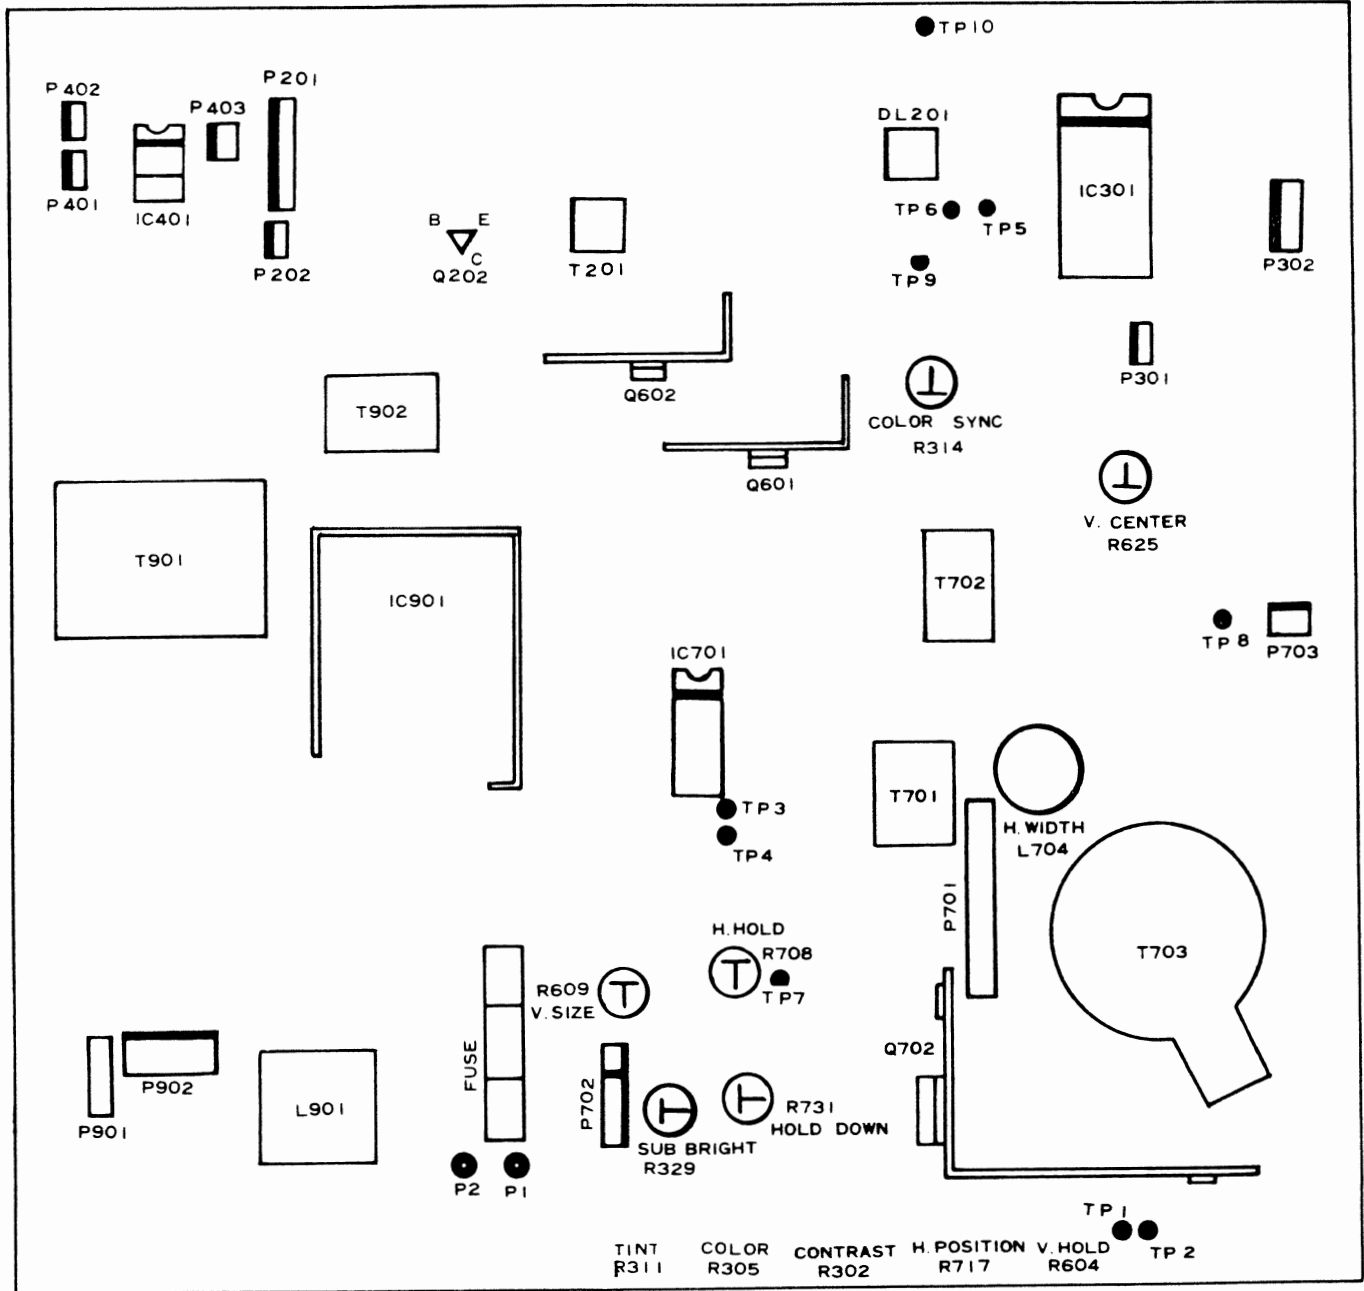 TP10
P402
P201
P403
DL201
IC301
P401
IC401
TP6
TP5
B E
C
Q202
P202
T201
TP9
P302
P301
Q602
T902
COLOR SYNC
R314
Q601
V. CENTER
R625
T901
IC901
T702
TP8
P703
IC701
T701
TP3
TP4
H.WIDTH
L704
P701
T703
H.HOLD
R708
TP7
R609
V.SIZE
FUSE
Q702
P902
P901
L901
P702
R731
HOLD DOWN
SUB BRIGHT
R329
P2
P1
TP1
TP2
TINT
R311
COLOR
R305
CONTRAST
R302
H.POSITION
R717
V.HOLD
R604